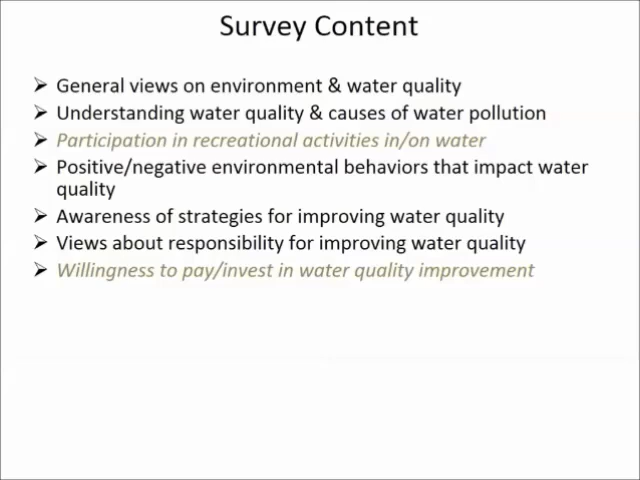 Survey Content
➢ General views on environment & water quality
➢ Understanding water quality & causes of water pollution
➢ Participation in recreational activities in/on water
➢ Positive/negative environmental behaviors that impact water
quality
➢ Awareness of strategies for improving water quality
➢ Views about responsibility for improving water quality
➢ Willingness to pay/invest in water quality improvement